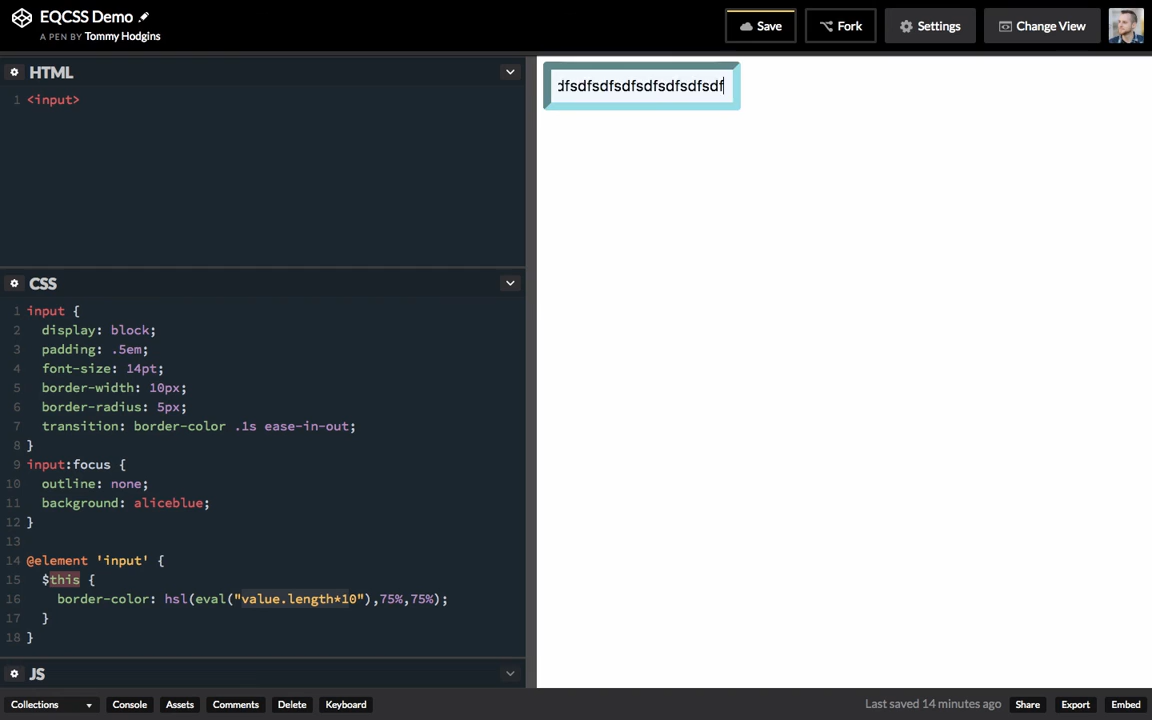 EQCSS Demo
A PEN BY Tommy Hodgins
Save
Fork
Settings
Change View
HTML
1 <input>
dfsdfsdfsdfsdfsdfsdfsdf
CSS
1 input {
2 display: block;
3 padding: .5em;
4 font-size: 14pt;
5 border-width: 10px;
6 border-radius: 5px;
7 transition: border-color .1s ease-in-out;
8 }
9 input:focus {
10 outline: none;
11 background: aliceblue;
12 }
13
14 @element 'input' {
15 $this {
16 border-color: hsl(eval("value.length*10"),75%,75%);
17 }
18 }
JS
Collections
Console
Assets
Comments
Delete
Keyboard
Last saved 14 minutes ago
Share
Export
Embed